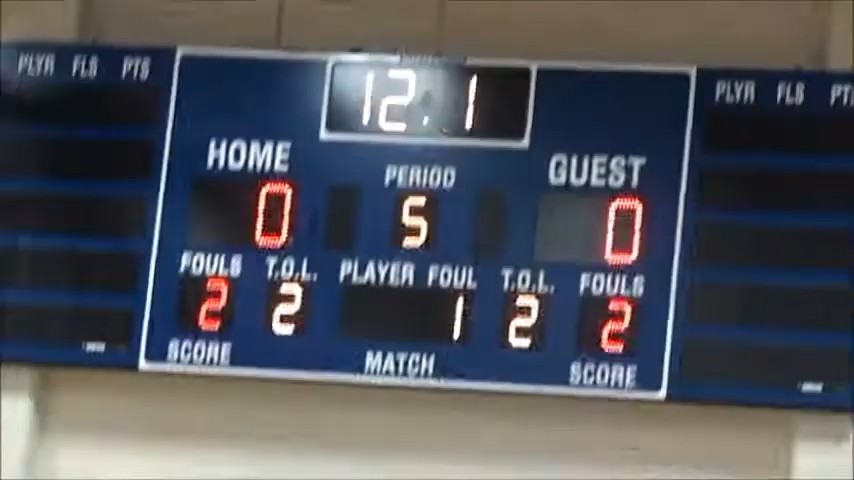 PLYR FLS PTS
12.1
PLYR FLS PTS
HOME
PERIOD
GUEST
0
5
0
FOULS T.O.L. PLAYER FOUL T.O.L. FOULS
2 2 1 2 2
SCORE MATCH SCORE